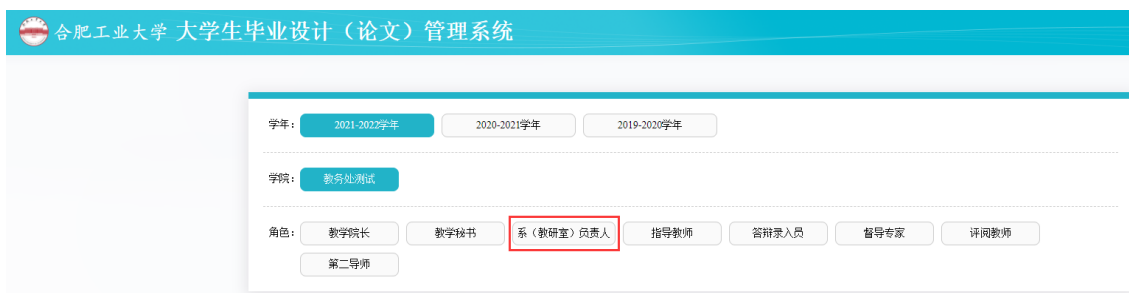 合肥工业大学 大学生毕业设计（论文）管理系统
学年： 2021-2022学年 2020-2021学年 2019-2020学年
学院： 教务处测试
角色： 教学院长 教学秘书 系（教研室）负责人 指导教师 答辩录入员 督导专家 评阅教师
第二导师